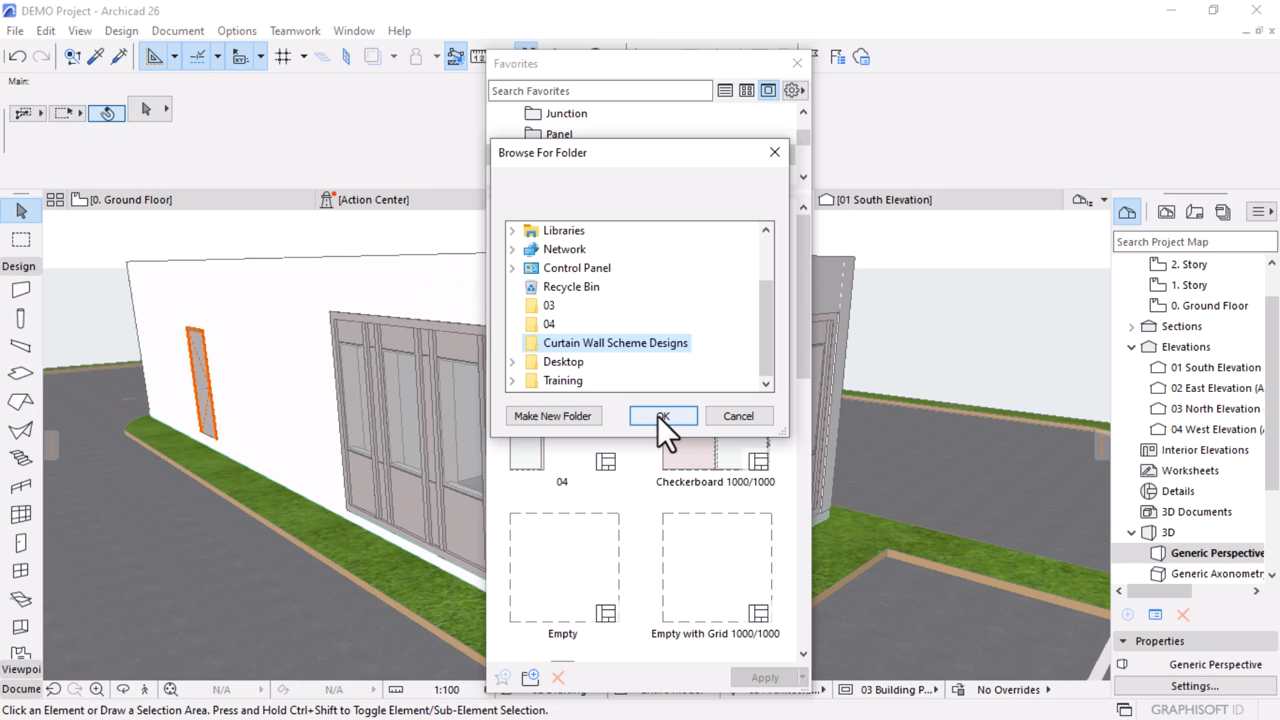 DEMO Project - Archicad 26
File Edit View Design Document Options Teamwork Window Help
Main:
[0. Ground Floor]
[Action Center]
[01 South Elevation]
Design
Viewpoi
Docume
Favorites
Search Favorites
Junction
Panel
Browse For Folder
Libraries
Network
Control Panel
Recycle Bin
03
04
Curtain Wall Scheme Designs
Desktop
Training
Make New Folder
OK
Cancel
04
Checkerboard 1000/1000
Empty
Empty with Grid 1000/1000
Apply
Search Project Map
2. Story
1. Story
0. Ground Floor
Sections
Elevations
01 South Elevation
02 East Elevation (A
03 North Elevation
04 West Elevation (
Interior Elevations
Worksheets
Details
3D Documents
3D
Generic Perspective
Generic Axonometr
Properties
Generic Perspective
Settings...
N/A
N/A
1:100
03 Building P...
No Overrides
Click an Element or Draw a Selection Area. Press and Hold Ctrl+Shift to Toggle Element/Sub-Element Selection.
GRAPHISOFT ID